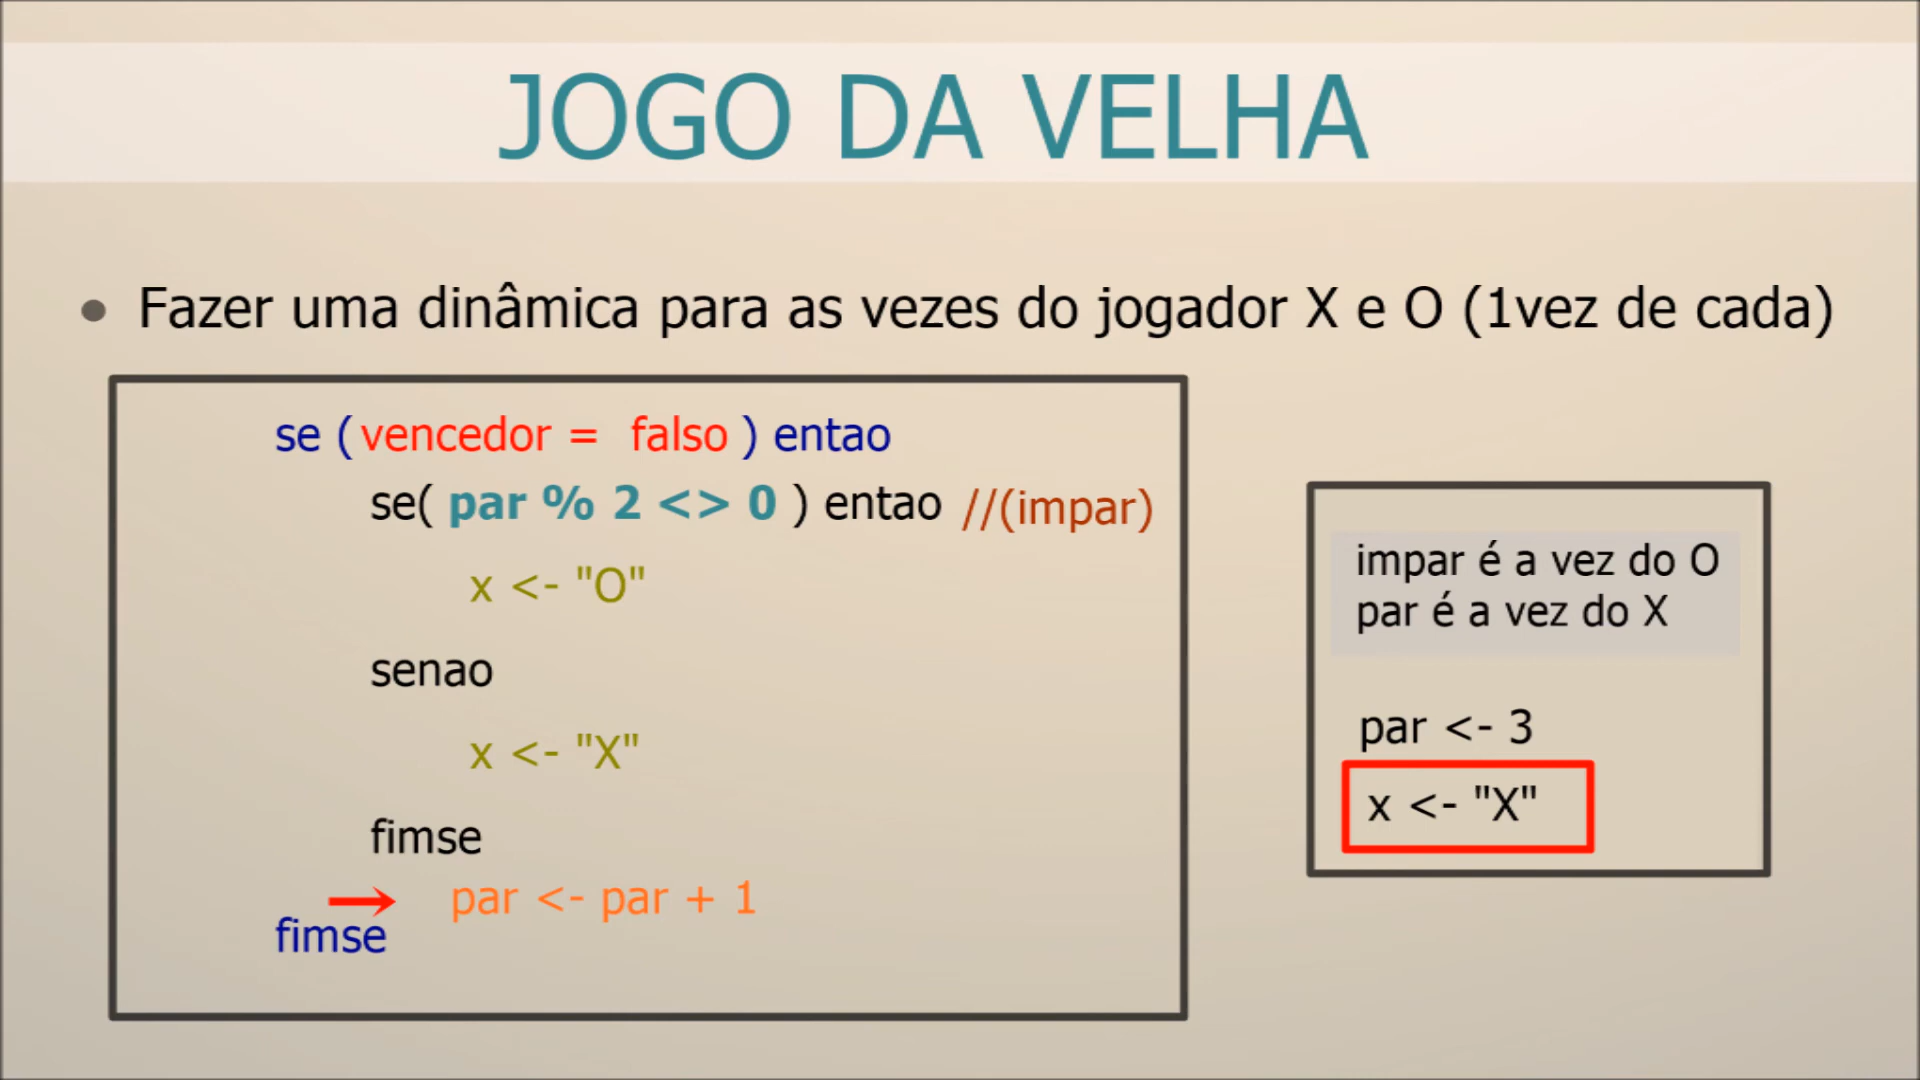 JOGO DA VELHA
• Fazer uma dinâmica para as vezes do jogador X e O (1vez de cada)
se ( vencedor = falso ) entao
se( par % 2 <> 0 ) entao //(impar)
x <- "O"
senao
x <- "X"
fimse
par <- par + 1
fimse
impar é a vez do O
par é a vez do X
par <- 3
x <- "X"